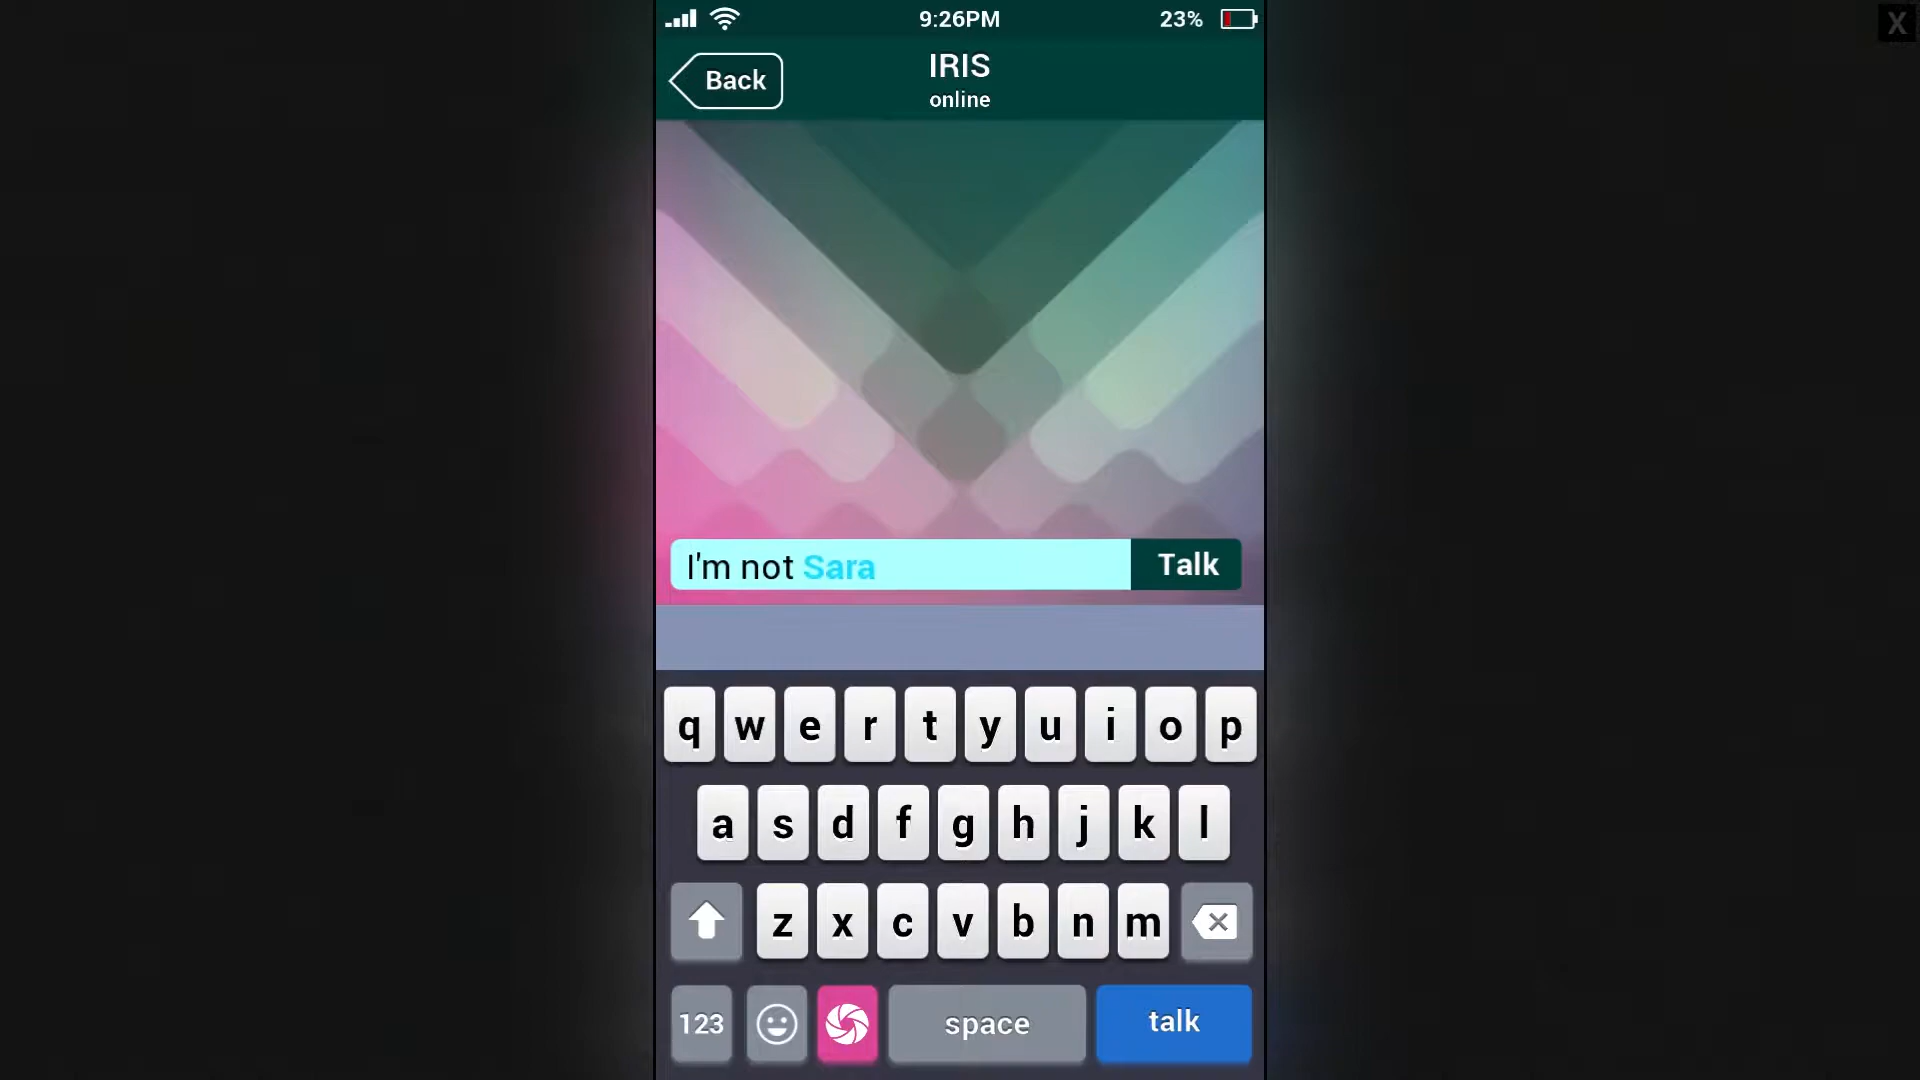 9:26PM
23%
X
Back
IRIS
online
I'm not Sara
Talk
q w e r t y u i o p
a s d f g h j k l
z x c v b n m
123
space
talk